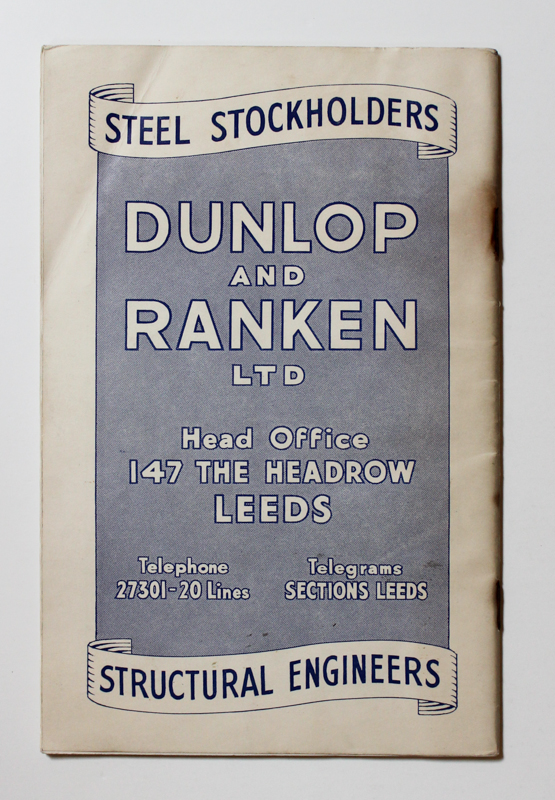 STEEL STOCKHOLDERS
DUNLOP
AND
RANKEN
LTD
Head Office
147 THE HEADROW
LEEDS
Telephone
27301-20 Lines
Telegrams
SECTIONS LEEDS
STRUCTURAL ENGINEERS